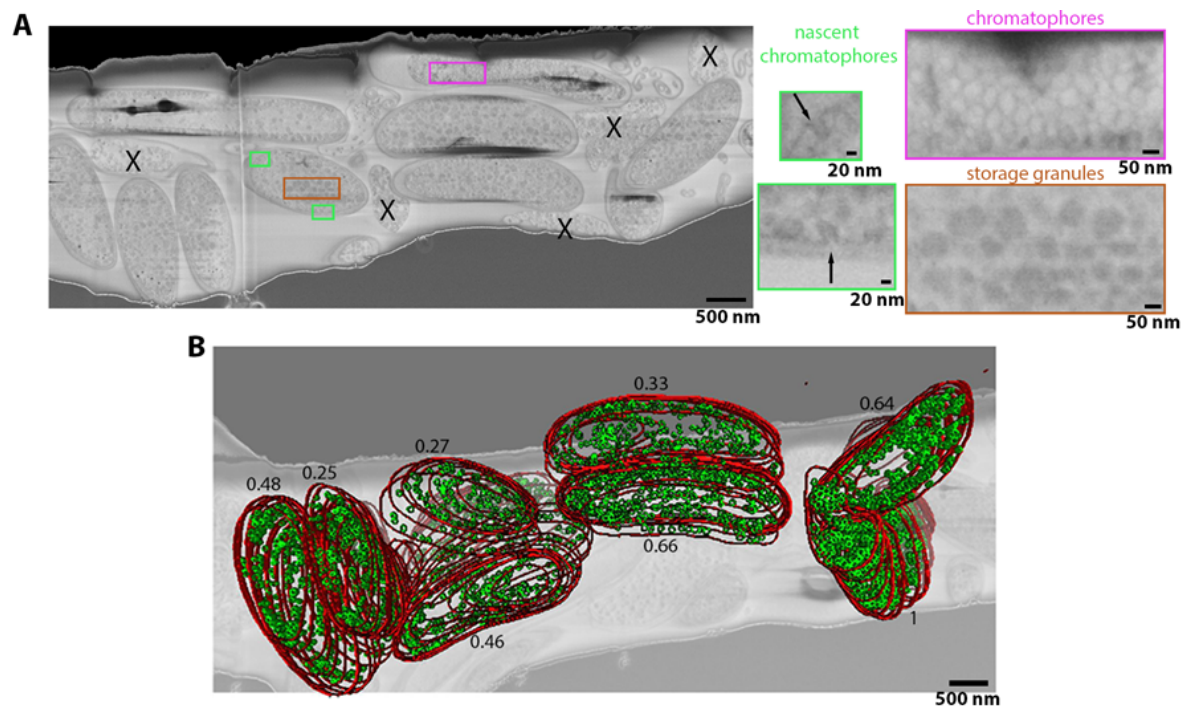 A
X
X
X
X
X
500 nm
nascent
chromatophores
20 nm
20 nm
chromatophores
50 nm
storage granules
50 nm
B
0.33
0.64
0.27
0.25
0.48
0.66
0.46
1
500 nm